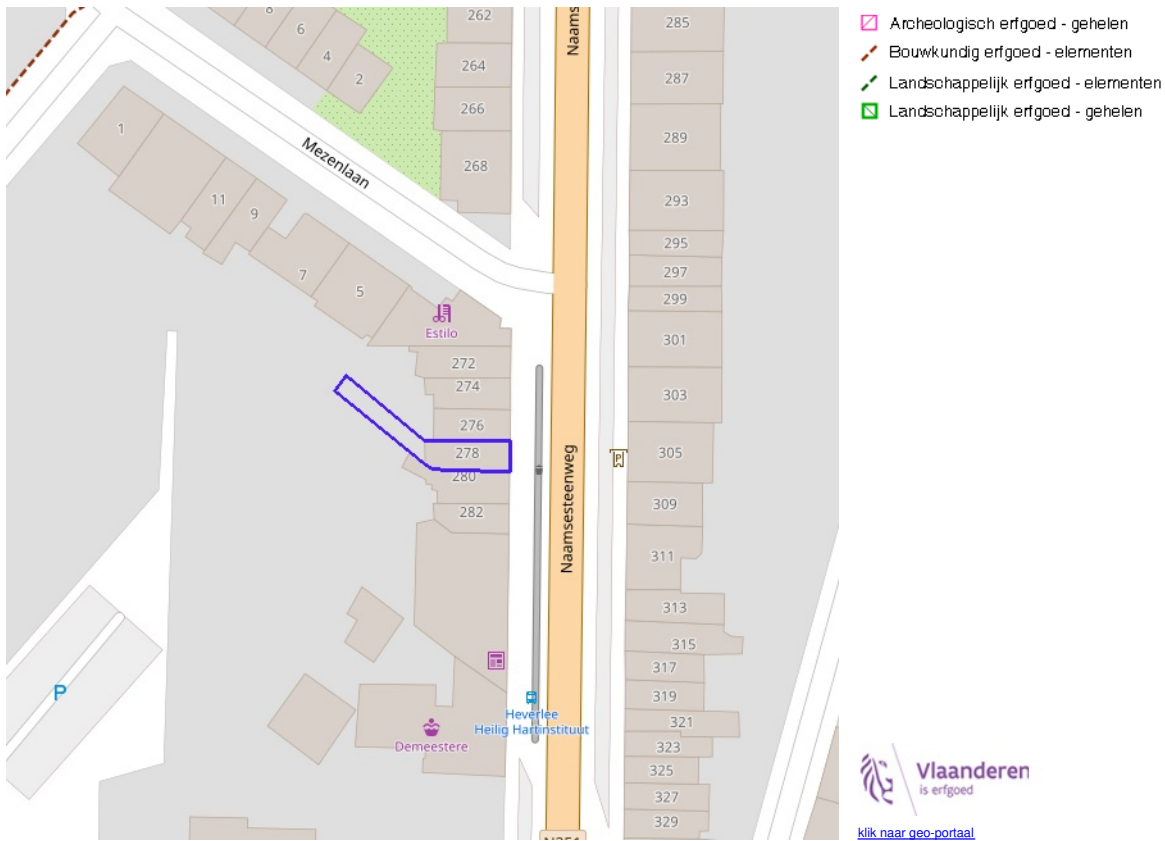 8
6
4
2
262
264
266
268
Naams
285
287
289
293
295
297
299
301
303
305
309
311
313
315
317
319
321
323
325
327
329
1
11
9
7
5
Mezenlaan
Estilo
272
274
276
278
280
282
Naamsesteenweg
P
P
Heverlee
Heilig Hartinstituut
Demeestere
Archeologisch erfgoed - gehelen
Bouwkundig erfgoed - elementen
Landschappelijk erfgoed - elementen
Landschappelijk erfgoed - gehelen
Vlaanderen
is erfgoed
klik naar geo-portaal